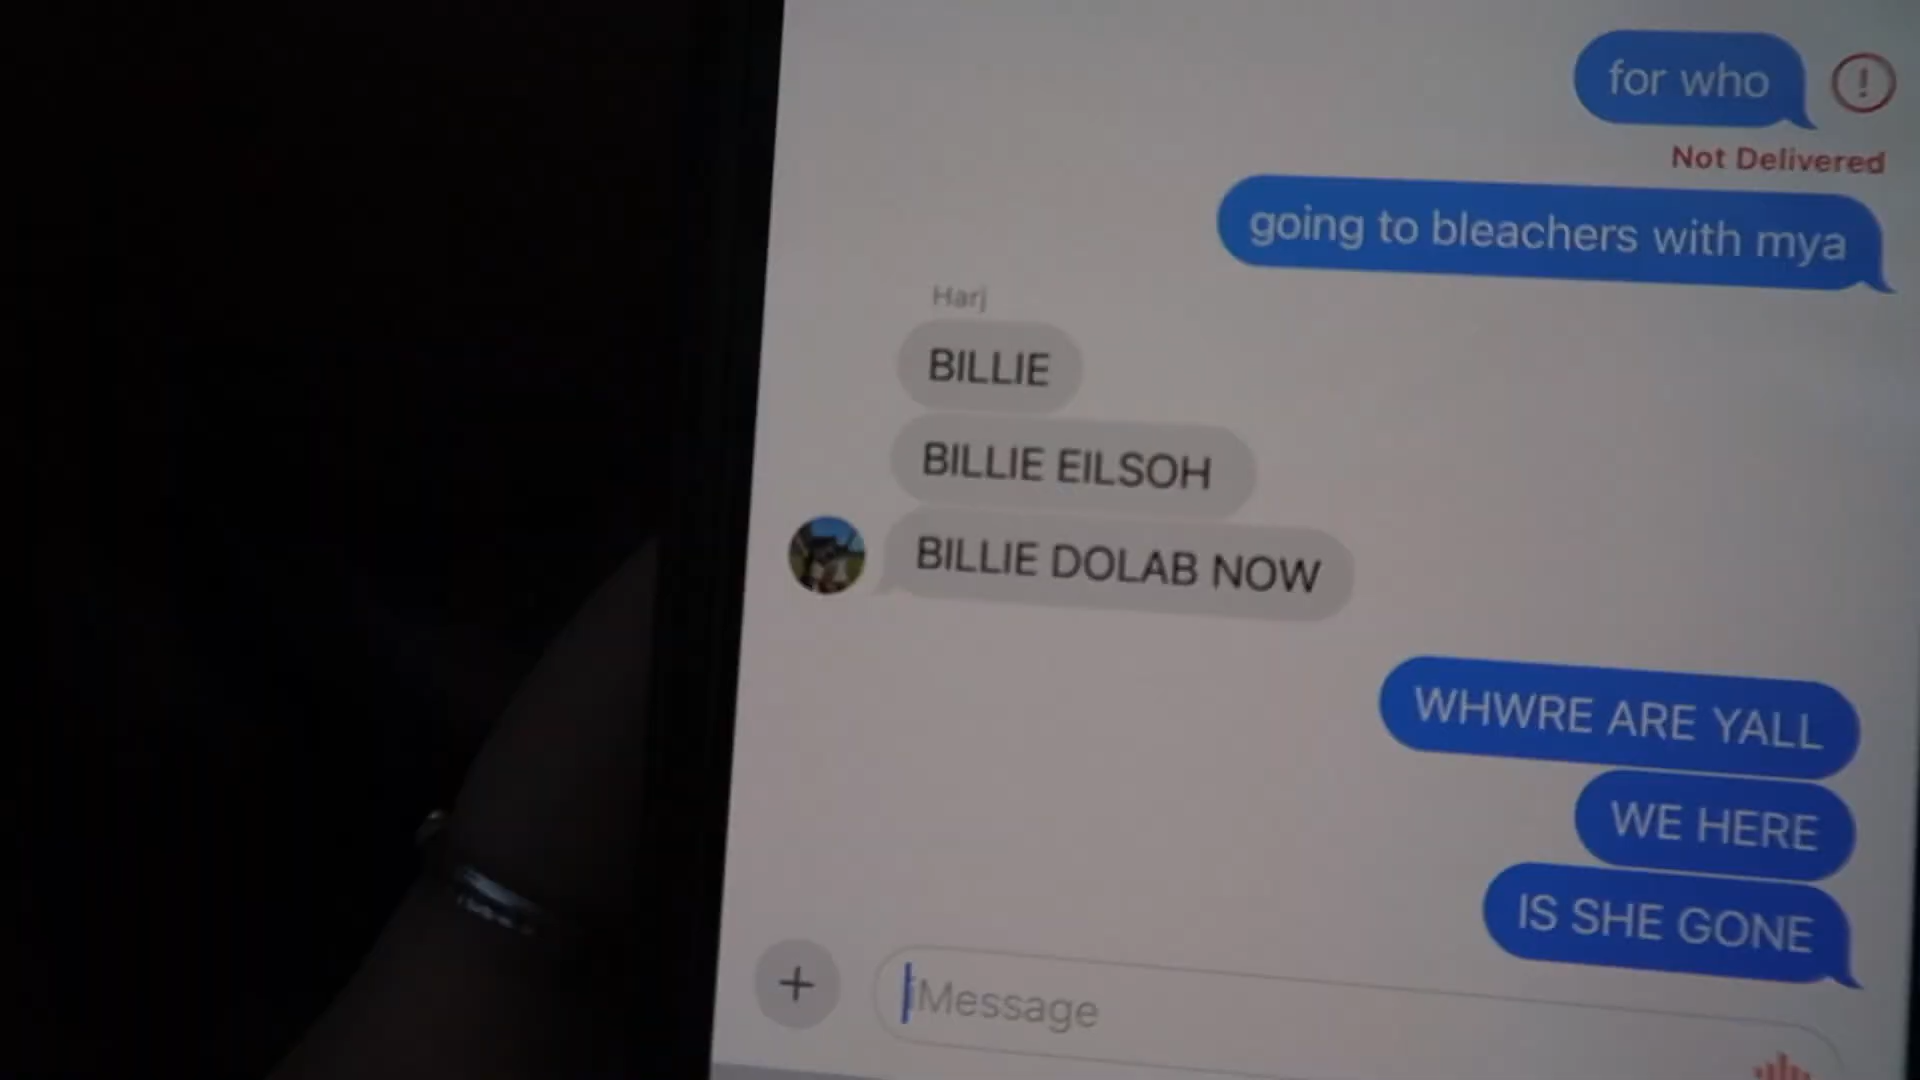 for who
!
Not Delivered
going to bleachers with mya
Harj
BILLIE
BILLIE EILSOH
BILLIE DOLAB NOW
WHWRE ARE YALL
WE HERE
IS SHE GONE
+
iMessage